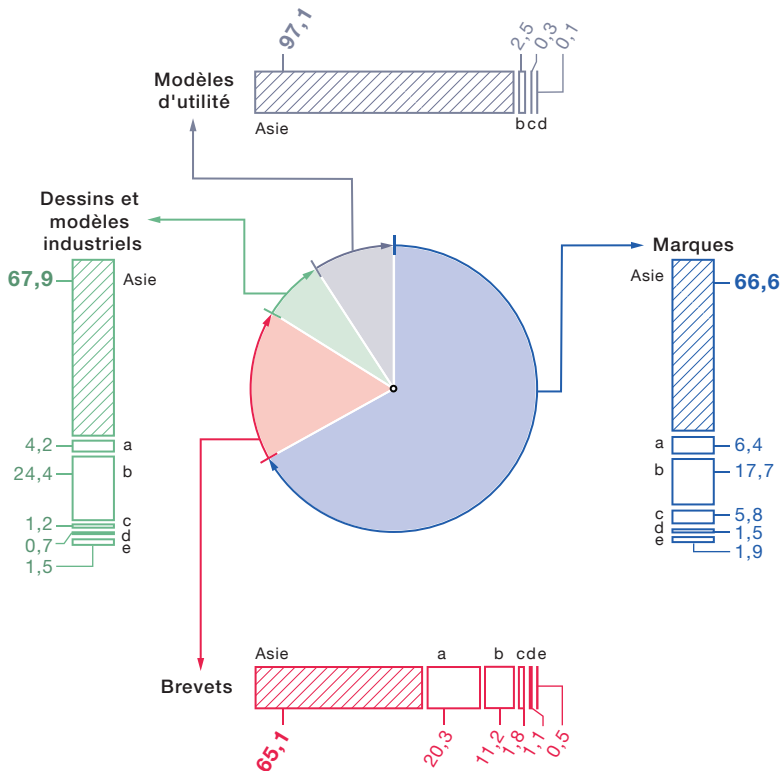 97,1
2,5
0,3
0,1
Modèles
d'utilité
Asie
b c d
Dessins et
modèles
industriels
67,9
Asie
4,2
a
24,4
b
1,2
c
0,7
d
1,5
e
Marques
Asie
66,6
a
6,4
b
17,7
c
5,8
d
1,5
e
1,9
Brevets
Asie
a
b
c d e
65,1
20,3
11,2
1,8
1,1
0,5